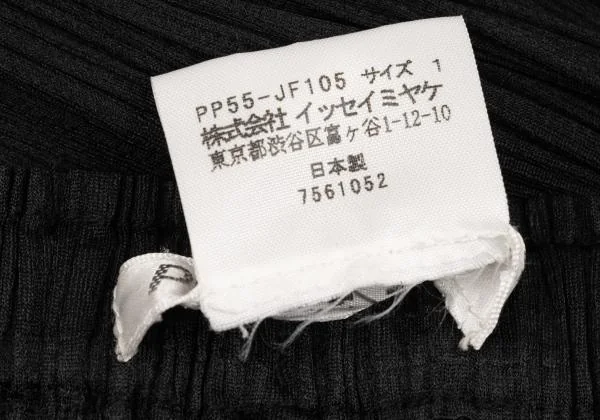 PP55-JF105 サイズ 1
株式会社 イッセイミヤケ
東京都渋谷区富ヶ谷1-12-10
日本製
7561052